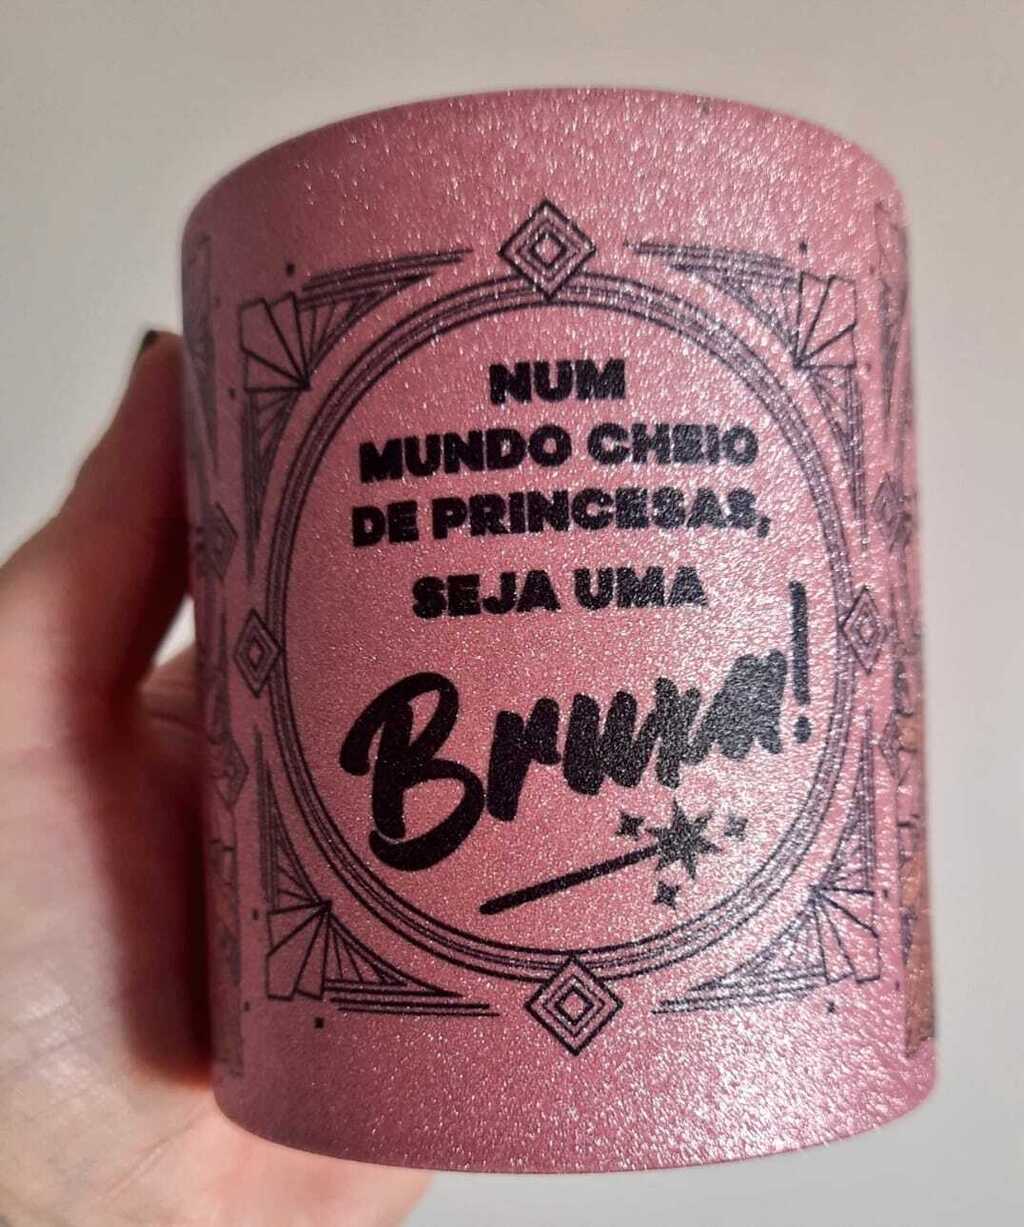 NUM
MUNDO CHEIO
DE PRINCESAS,
SEJA UMA
Bruxa!